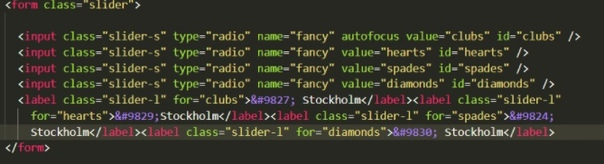 <form class="slider">
<input class="slider-s" type="radio" name="fancy" autofocus value="clubs" id="clubs" />
<input class="slider-s" type="radio" name="fancy" value="hearts" id="hearts" />
<input class="slider-s" type="radio" name="fancy" value="spades" id="spades" />
<input class="slider-s" type="radio" name="fancy" value="diamonds" id="diamonds" />
<label class="slider-l" for="clubs">&#9827; Stockholm</label><label class="slider-l"
for="hearts">&#9829;Stockholm</label><label class="slider-l" for="spades">&#9824;
Stockholm</label><label class="slider-l" for="diamonds">&#9830; Stockholm</label>
</form>